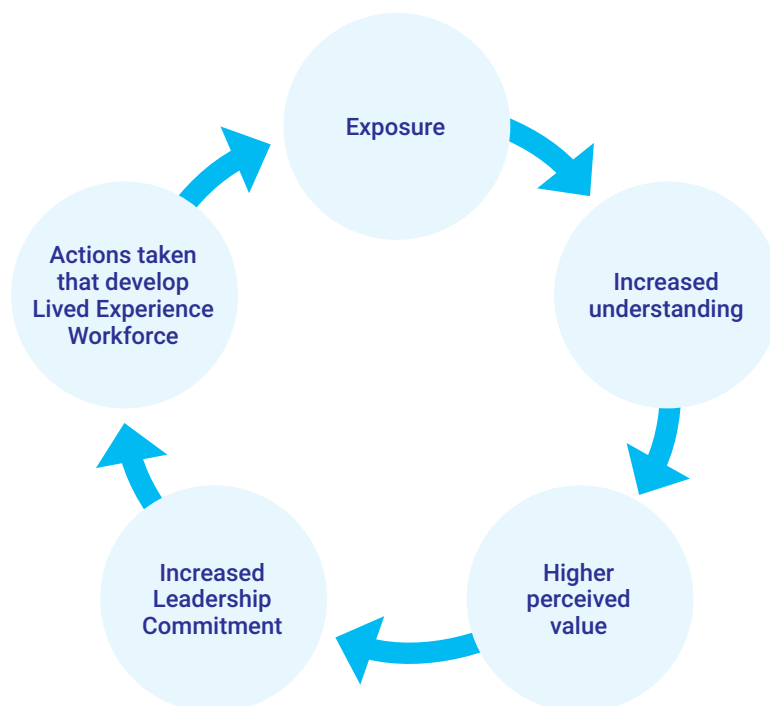 Exposure
Increased
understanding
Higher
perceived
value
Increased
Leadership
Commitment
Actions taken
that develop
Lived Experience
Workforce